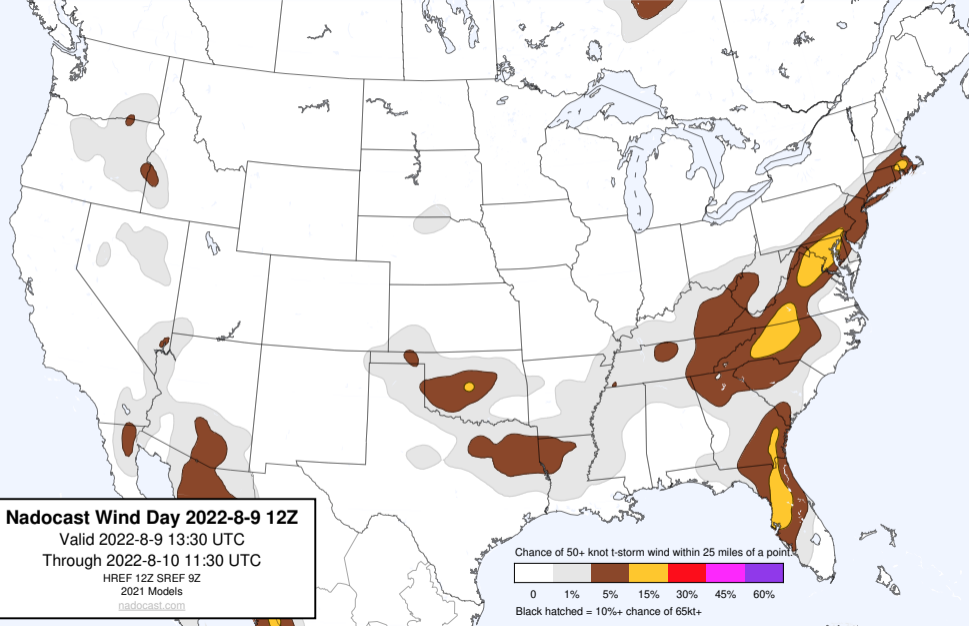 Nadocast Wind Day 2022-8-9 12Z
Valid 2022-8-9 13:30 UTC
Through 2022-8-10 11:30 UTC
HREF 12Z SREF 9Z
2021 Models
nadocast.com
Chance of 50+ knot t-storm wind within 25 miles of a point.
0 1% 5% 15% 30% 45% 60%
Black hatched = 10%+ chance of 65kt+